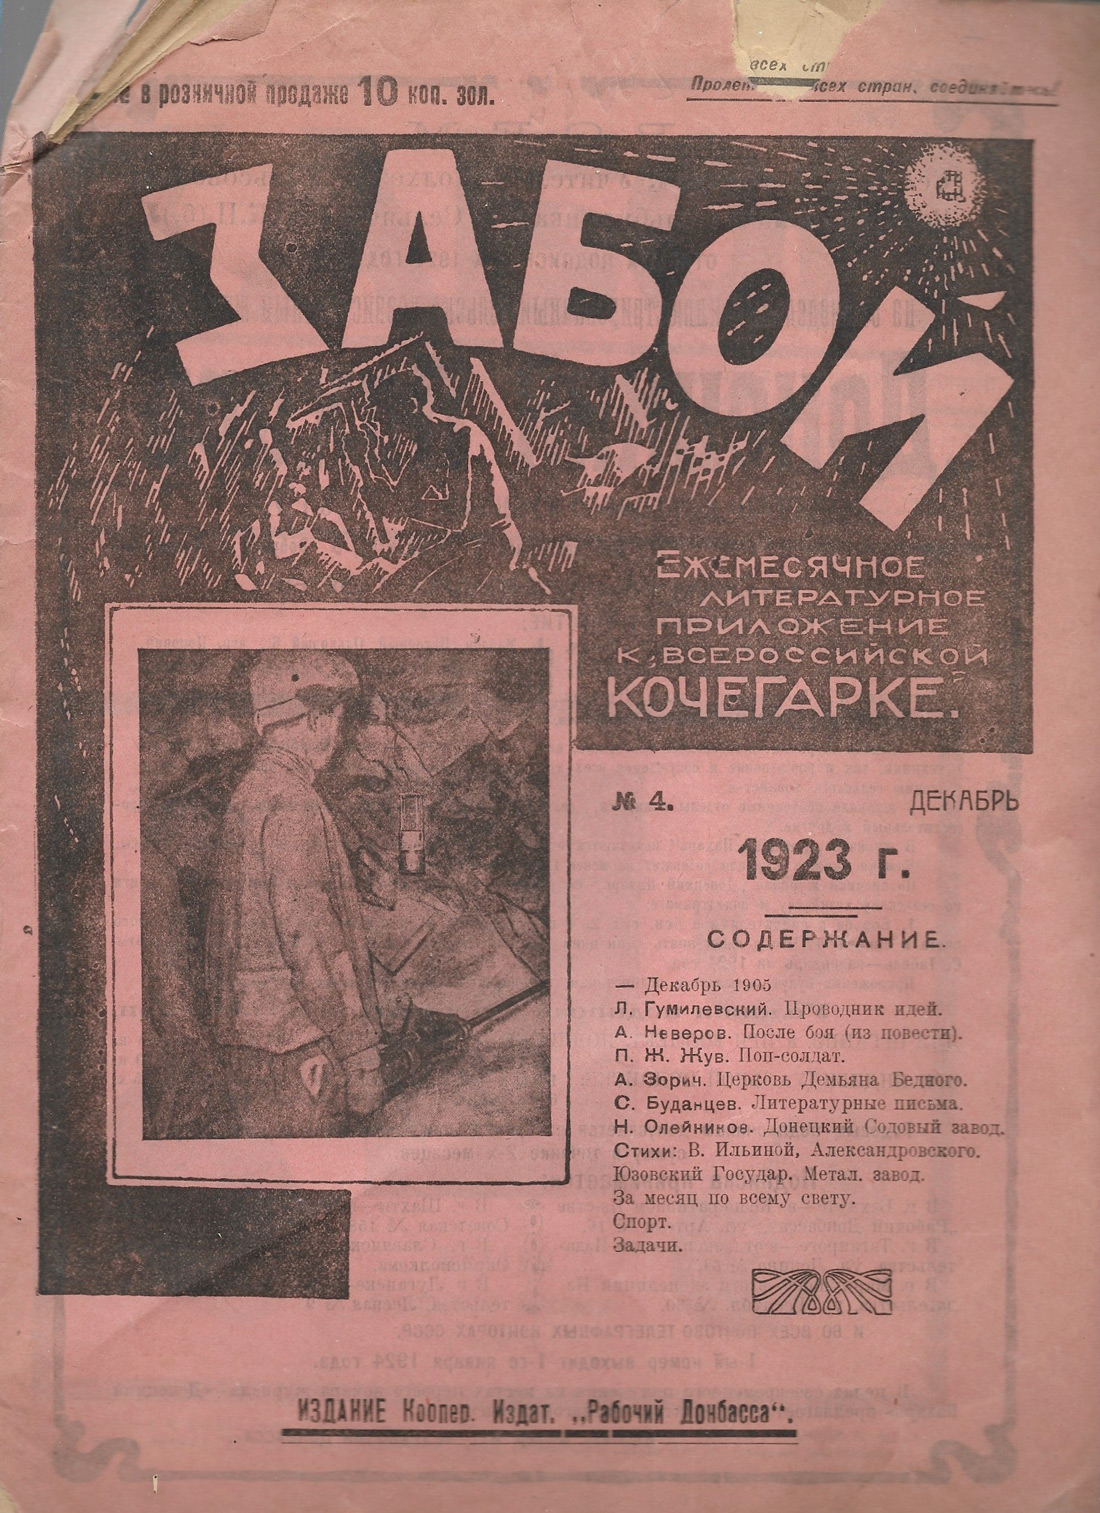 в розничной продаже 10 коп. зол.
всех
Пролет всех стран, соединяйтесь!
ЗАБОЙ
4
ЕЖЕМЕСЯЧНОЕ
ЛИТЕРАТУРНОЕ
ПРИЛОЖЕНИЕ
К „ВСЕРОССИЙСКОЙ
КОЧЕГАРКЕ".
№ 4. ДЕКАБРЬ
1923 г.
СОДЕРЖАНИЕ.
— Декабрь 1905
Л. Гумилевский. Проводник идей.
А. Неверов. После боя (из повести).
П. Ж. Жув. Поп-солдат.
А. Зорич. Церковь Демьяна Бедного.
С. Буданцев. Литературные письма.
Н. Олейников. Донецкий Содовый завод.
Стихи: В. Ильиной, Александровского.
Юзовский Государ. Метал. завод.
За месяц по всему свету.
Спорт.
Задачи.
ИЗДАНИЕ Коопер. Издат. „Рабочий Донбасса".